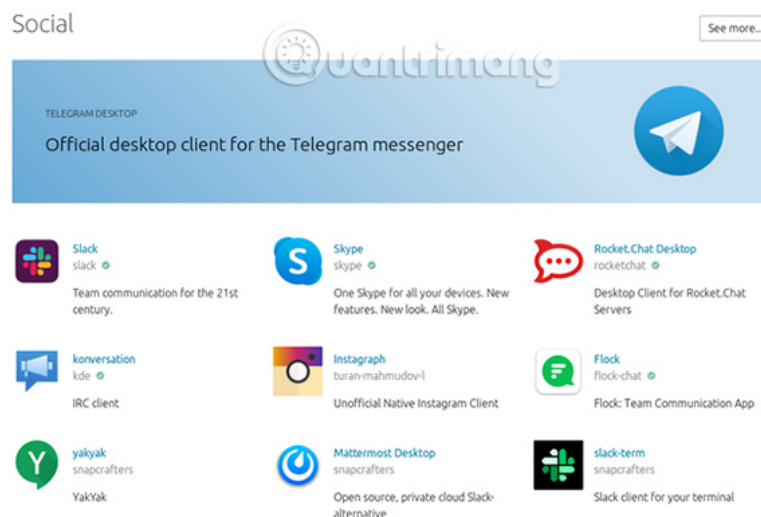 Social
See more..
Quantrimang
TELEGRAM DESKTOP
Official desktop client for the Telegram messenger
Slack
slack
Team communication for the 21st
century.
Skype
skype
One Skype for all your devices. New
features. New look. All Skype.
Rocket.Chat Desktop
rocketchat
Desktop Client for Rocket.Chat
Servers
konversation
kde
IRC client
Instagraph
turan-mahmudov-l
Unofficial Native Instagram Client
Flock
flock-chat
Flock: Team Communication App
Y
yakyak
snapcrafters
YakYak
Mattermost Desktop
snapcrafters
Open source, private cloud Slack-
alternative
slack-term
snapcrafters
Slack client for your terminal